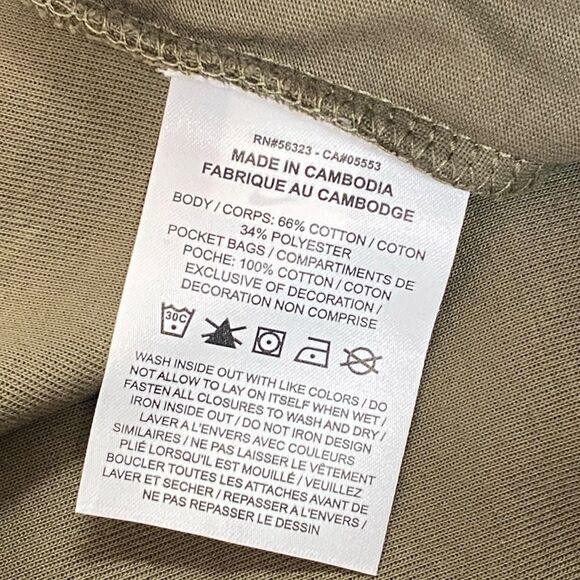 RN#56323 - CA#05553
MADE IN CAMBODIA
FABRIQUE AU CAMBODGE
BODY / CORPS: 66% COTTON / COTON
34% POLYESTER
POCKET BAGS / COMPARTIMENTS DE
POCHE: 100% COTTON / COTON
EXCLUSIVE OF DECORATION /
DECORATION NON COMPRISE
30C
WASH INSIDE OUT WITH LIKE COLORS / DO
NOT ALLOW TO LAY ON ITSELF WHEN WET /
FASTEN ALL CLOSURES TO WASH AND DRY /
IRON INSIDE OUT / DO NOT IRON DESIGN
LAVER A L'ENVERS AVEC COULEURS
SIMILAIRES / NE PAS LAISSER LE VÊTEMENT
PLIÉ LORSQU'IL EST MOUILLÉ / VEUILLEZ
BOUCLER TOUTES LES ATTACHES AVANT DE
LAVER ET SECHER / REPASSER A L'ENVERS /
NE PAS REPASSER LE DESSIN